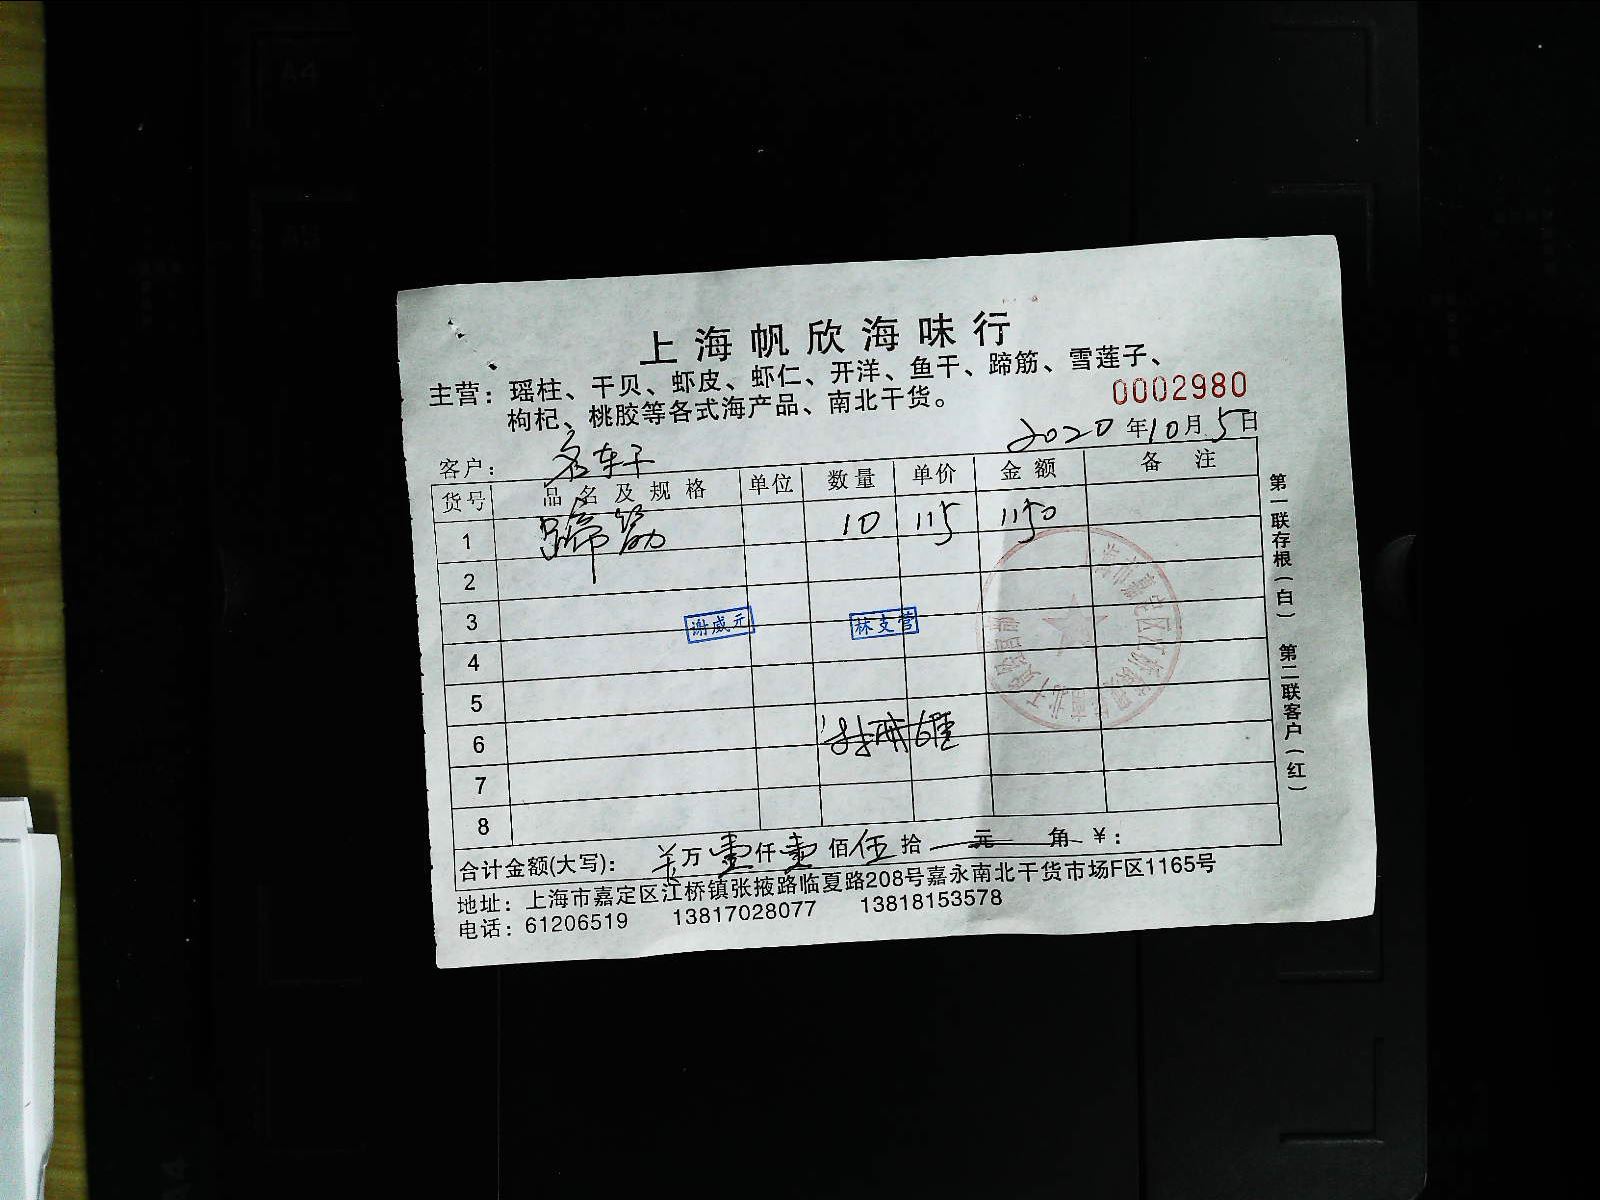 上海帆欣海味行
主营：瑶柱、干贝、虾皮、虾仁、开洋、鱼干、蹄筋、雪莲子、
枸杞、桃胶等各式海产品、南北干货。
0002980
2020年10月5日
客户：
货号 品名及规格 单位 数量 单价 金额 备注
1 蹄筋 10 115 1150
2
3
谢威元 林支营
4
5
6
7
8
合计金额(大写)： 万壹仟壹佰伍拾 元 角 ¥：
地址：上海市嘉定区江桥镇张掖路临夏路208号嘉永南北干货市场F区1165号
电话：61206519 13817028077 13818153578
第一联存根（白） 第二联客户（红）